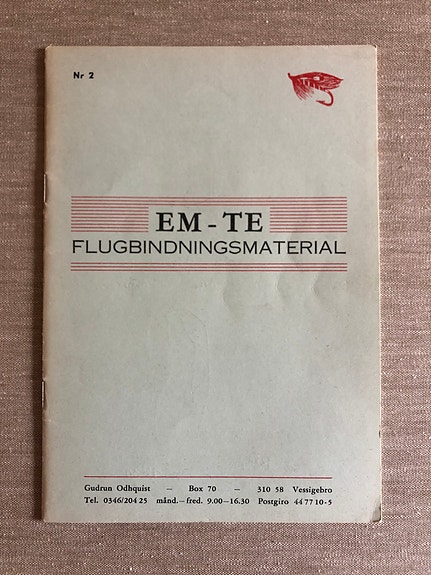 Nr 2
EM - TE
FLUGBINDNINGSMATERIAL
Gudrun Odhquist — Box 70 — 310 58 Vessigebro
Tel. 0346/204 25 månd.—fred. 9.00—16.30 Postgiro 44 77 10-5